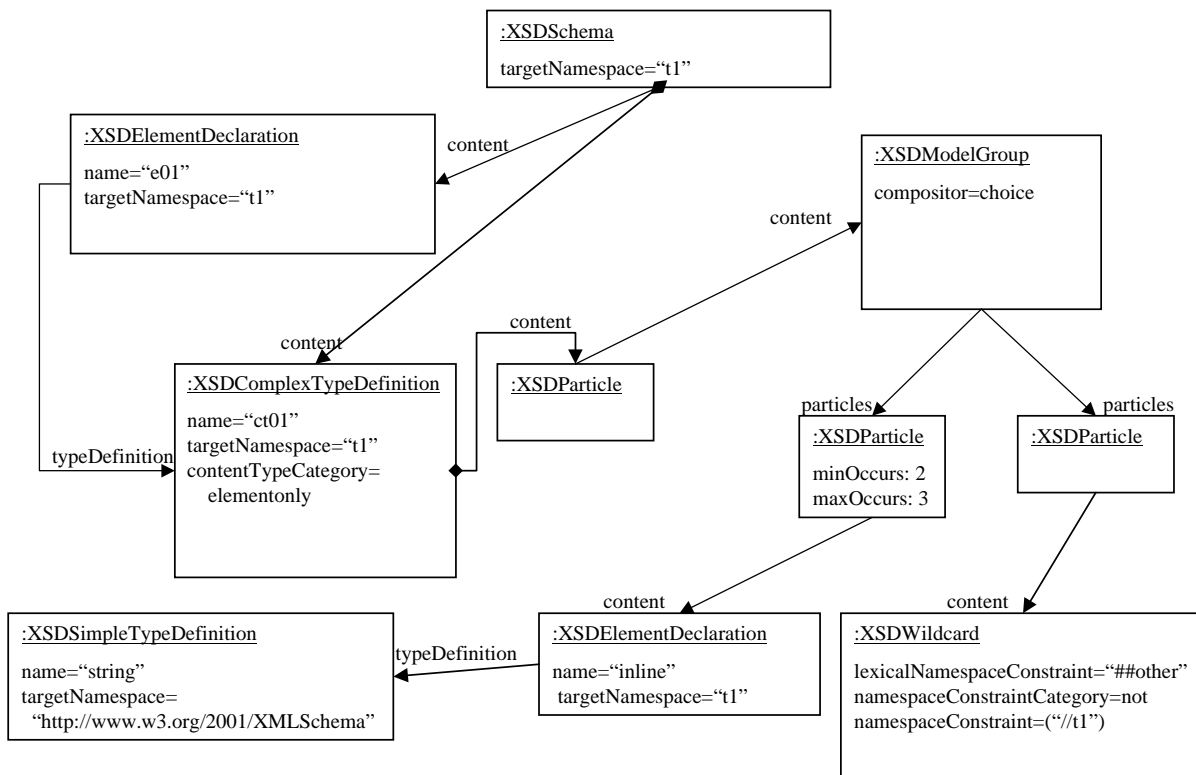 :XSDSchema
targetNamespace=“t1”
:XSDElementDeclaration
name=“e01”
targetNamespace=“t1”
content
:XSDModelGroup
compositor=choice
content
content
content
:XSDComplexTypeDefinition
name=“ct01”
targetNamespace=“t1”
contentTypeCategory=
elementonly
typeDefinition
:XSDParticle
particles
:XSDParticle
minOccurs: 2
maxOccurs: 3
particles
:XSDParticle
content
content
:XSDSimpleTypeDefinition
name=“string”
targetNamespace=
“http://www.w3.org/2001/XMLSchema”
typeDefinition
:XSDElementDeclaration
name=“inline”
targetNamespace=“t1”
:XSDWildcard
lexicalNamespaceConstraint=“##other”
namespaceConstraintCategory=not
namespaceConstraint=(“//t1”)